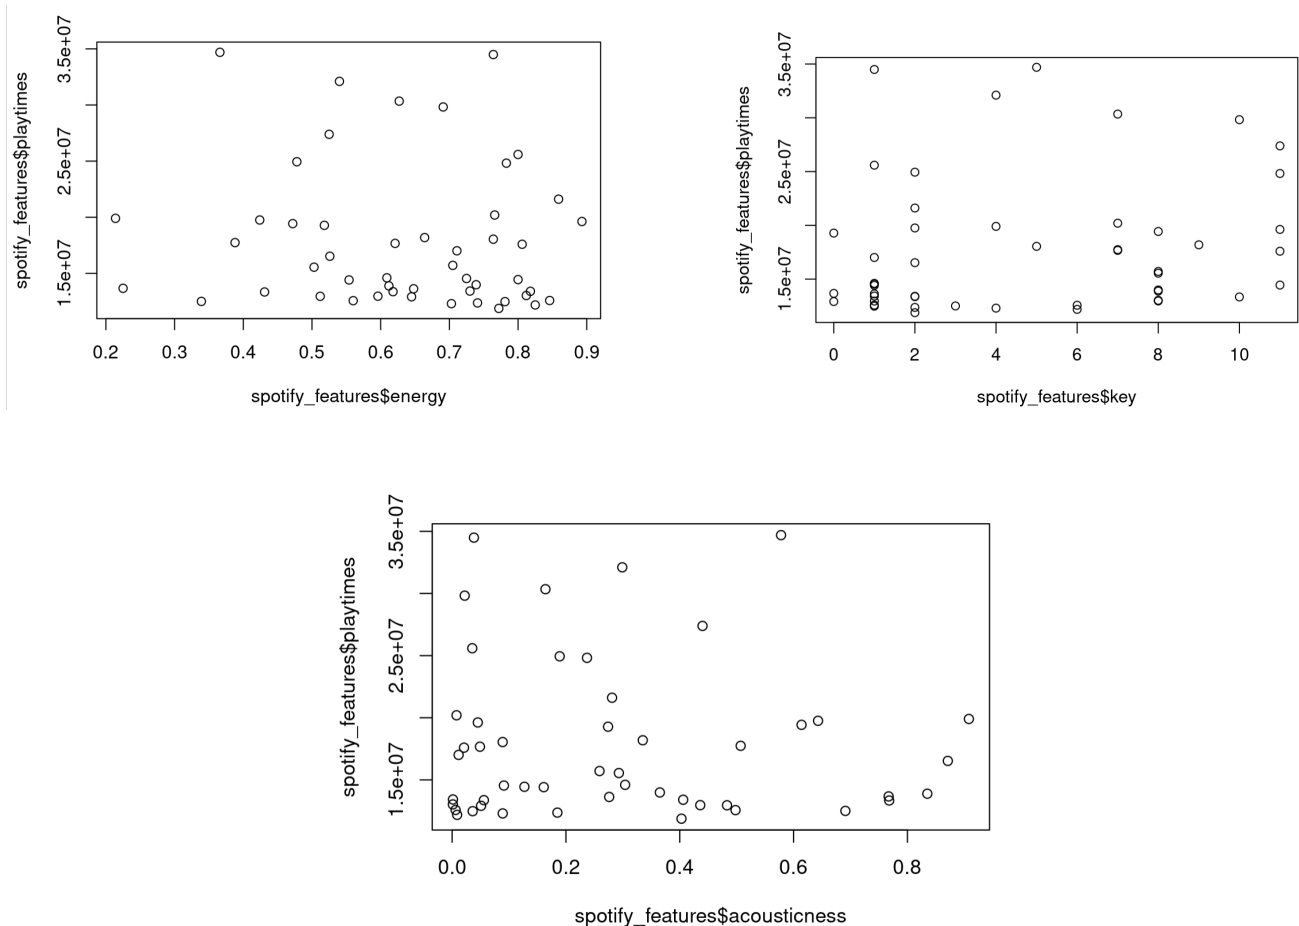 3.5e+07
2.5e+07
1.5e+07
spotify_features$playtimes
0.2 0.3 0.4 0.5 0.6 0.7 0.8 0.9
spotify_features$energy
3.5e+07
2.5e+07
1.5e+07
spotify_features$playtimes
0 2 4 6 8 10
spotify_features$key
3.5e+07
2.5e+07
1.5e+07
spotify_features$playtimes
0.0 0.2 0.4 0.6 0.8
spotify_features$acousticness